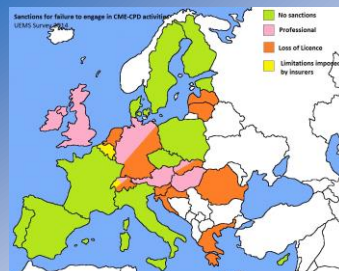 Sanctions for failure to engage in CME-CPD activities
UEMS Survey 2014
No sanctions
Professional
Loss of Licence
Limitations imposed
by insurers